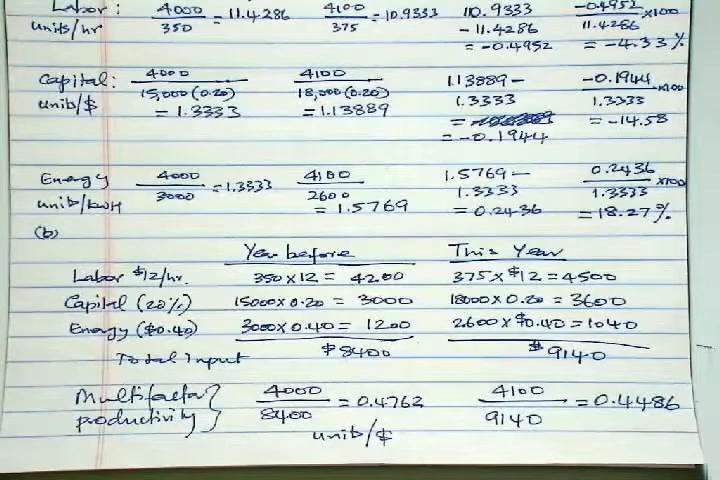 Labor: 4000/350 = 11.4286 4100/375 = 10.9333 10.9333 -0.4952/11.4286 x100
units/hr - 11.4286
= -0.4952 = -4.33%
Capital: 4000/15,000(0.20) 4100/18,000(0.20) 1.13889 - -0.1944/1.3333 x100
units/$ = 1.3333 = 1.13889 1.3333 = -14.58
= -0.1944
Energy 4000/3000 = 1.3333 4100/2600 1.5769 - 0.2436/1.3333 x100
unit/kwH = 1.5769 1.3333
= 0.2436 = 18.27%
(b)
Year before This Year
Labor $12/hr. 350 x 12 = 4200 375 x $12 = 4500
Capital (20%) 15000 x 0.20 = 3000 18000 x 0.20 = 3600
Energy ($0.40) 3000 x 0.40 = 1200 2600 x $0.40 = 1040
Total Input $8400 $9140
Multifactor productivity } 4000/8400 = 0.4762 4100/9140 = 0.4486
unit/$